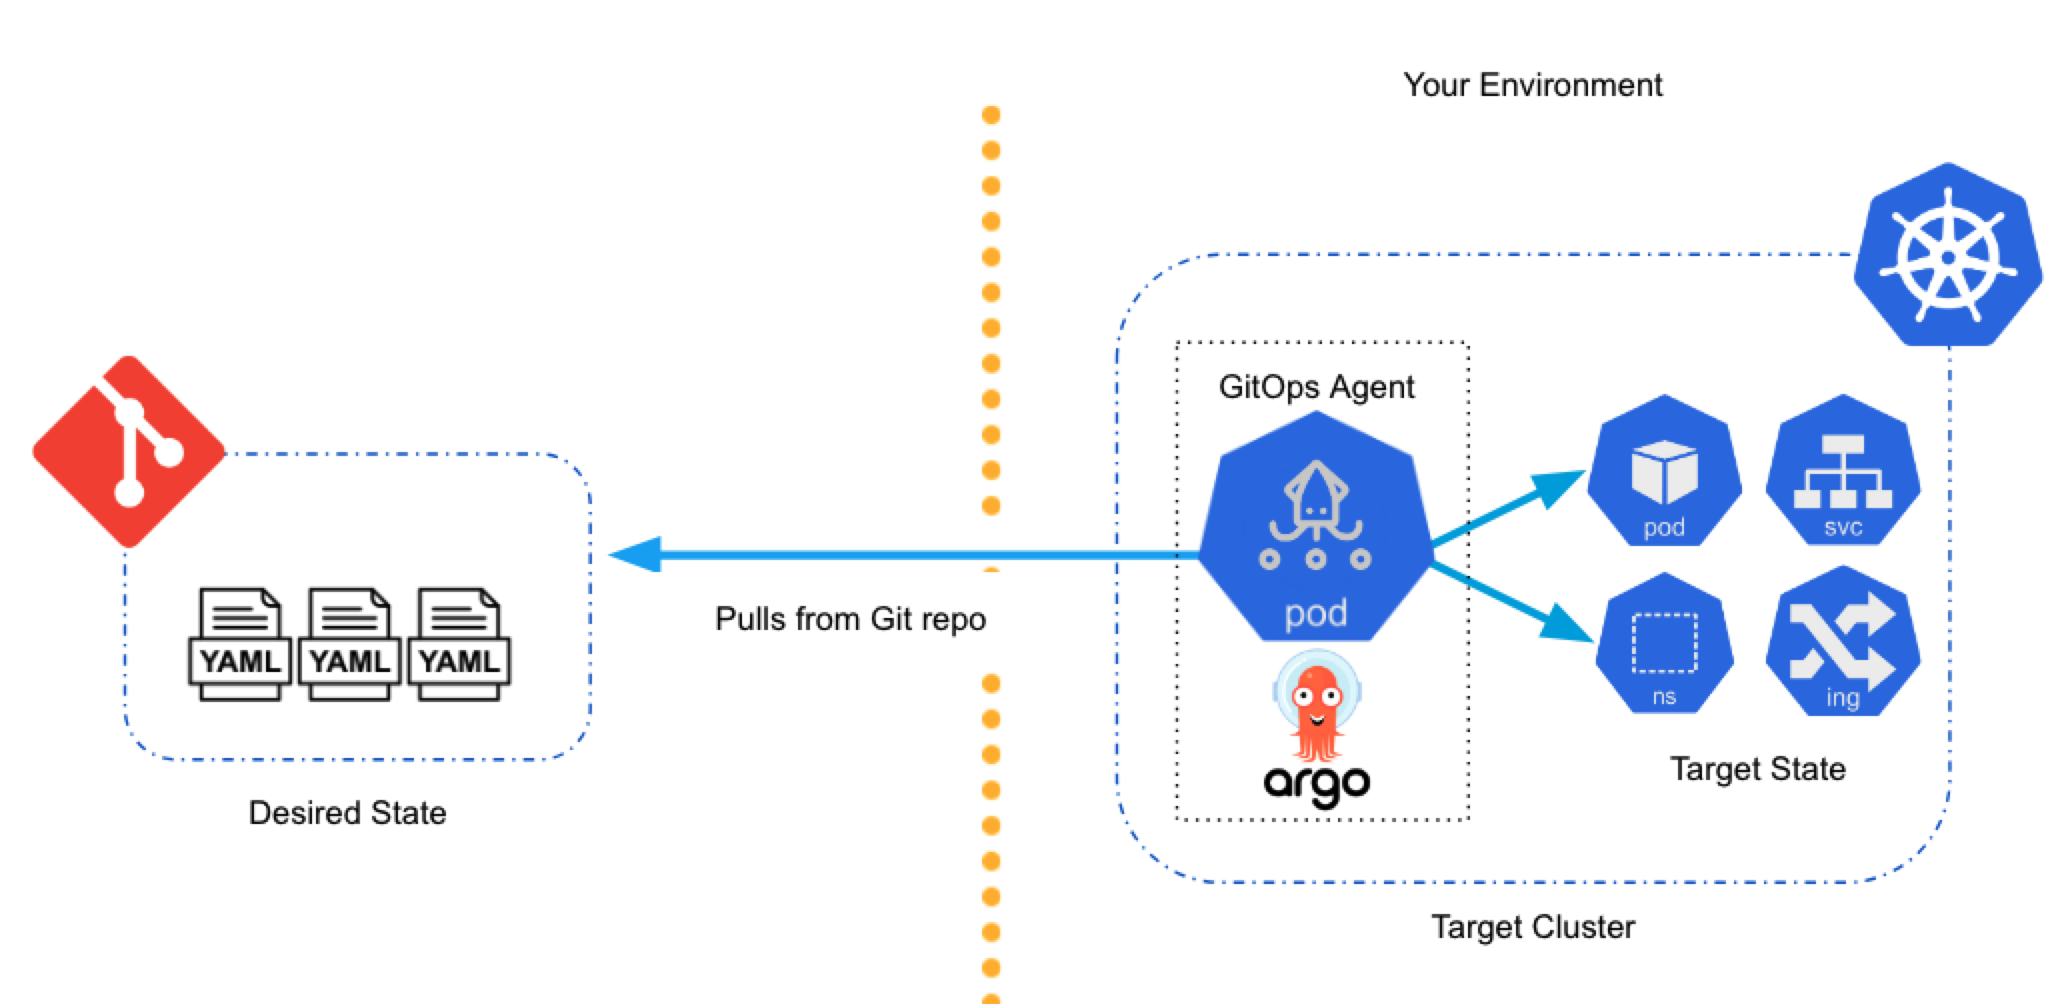 Your Environment
GitOps Agent
pod
svc
pod
YAML YAML YAML
Pulls from Git repo
ns
ing
argo
Target State
Desired State
Target Cluster